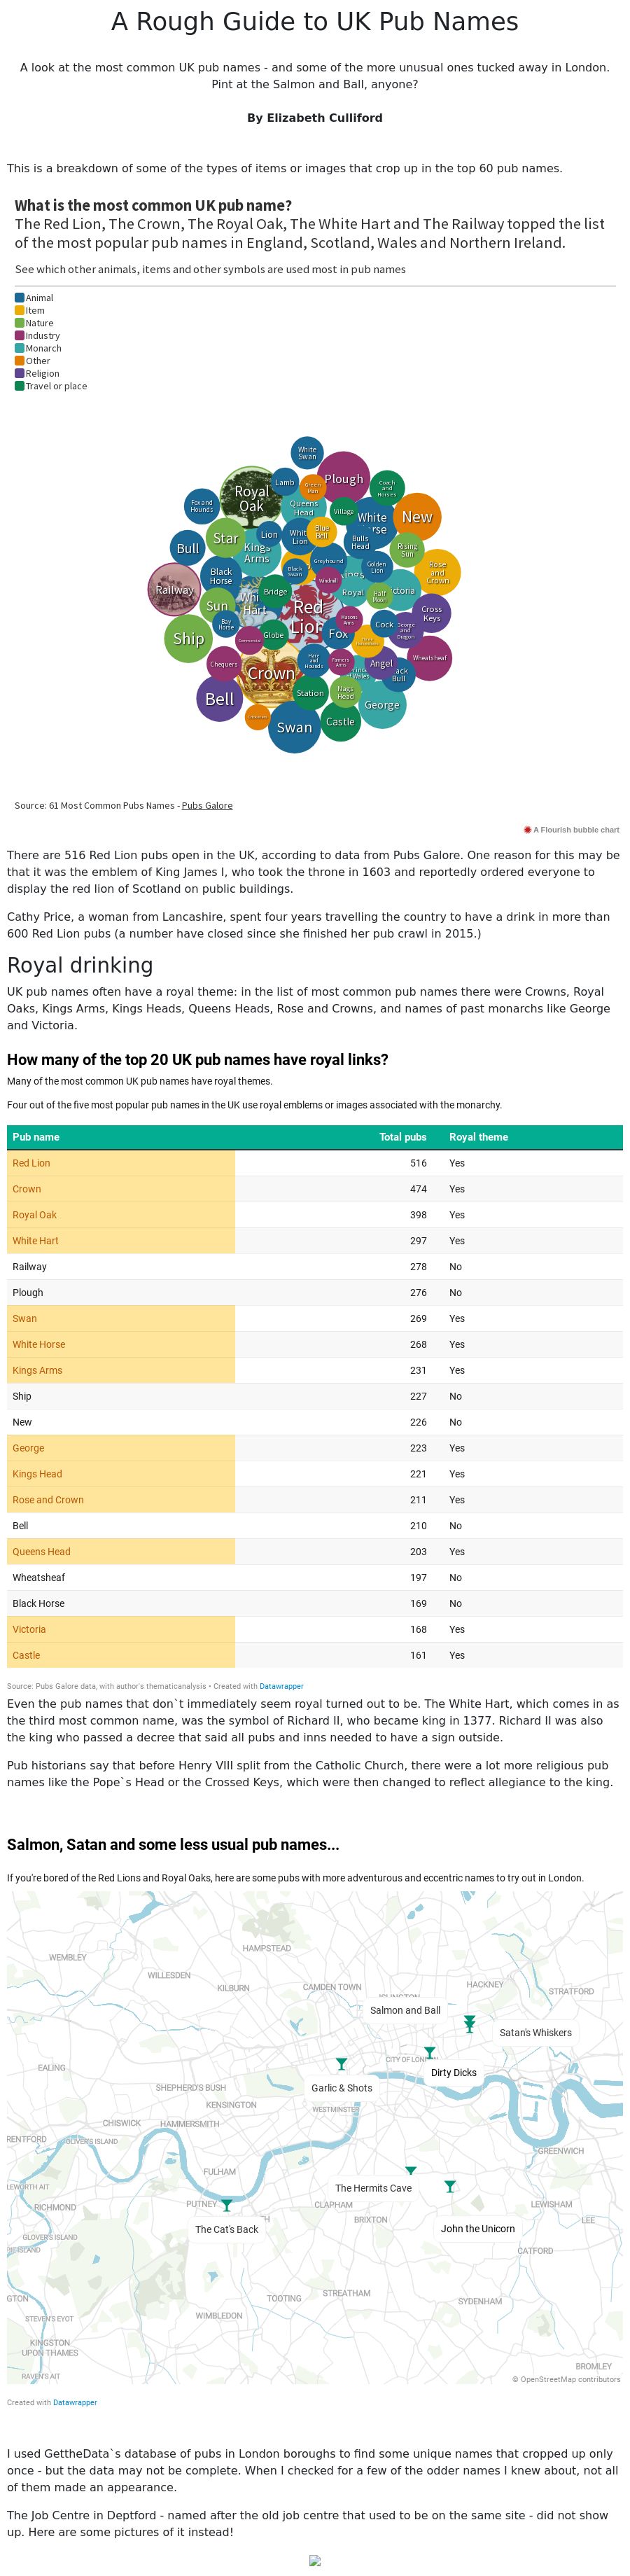 A Rough Guide to UK Pub Names
A look at the most common UK pub names - and some of the more unusual ones tucked away in London.
Pint at the Salmon and Ball, anyone?
By Elizabeth Culliford
This is a breakdown of some of the types of items or images that crop up in the top 60 pub names.
What is the most common UK pub name?
The Red Lion, The Crown, The Royal Oak, The White Hart and The Railway topped the list
of the most popular pub names in England, Scotland, Wales and Northern Ireland.
See which other animals, items and other symbols are used most in pub names
Animal
Item
Nature
Industry
Monarch
Other
Religion
Travel or place
White
Swan
Plough
Lamb
Green
Man
Coach
and
Horses
Royal
Oak
Fox and
Hounds
Queens
Head
Village
White
New
Blue
Bell
Star
Lion
Bulls
Head
Kings
Arms
Rising
Sun
Bull
Greyhound
Golden
Lion
Black
Swan
Rose
and
Crown
Black
Horse
Windmill
Railway
Bridge
Royal
Half
Moon
Sun
Red
Lion
Cross
Keys
Bay
Horse
Masons
Arms
Cock
George
and
Dragon
Ship
Globe
Fox
Commercial
Chequers
Hare
and
Hounds
Farmers
Arms
Angel
Wheatsheaf
Crown
Bell
Station
Nags
Head
George
Swan
Castle
Source: 61 Most Common Pubs Names - Pubs Galore
A Flourish bubble chart
There are 516 Red Lion pubs open in the UK, according to data from Pubs Galore. One reason for this may be
that it was the emblem of King James I, who took the throne in 1603 and reportedly ordered everyone to
display the red lion of Scotland on public buildings.
Cathy Price, a woman from Lancashire, spent four years travelling the country to have a drink in more than
600 Red Lion pubs (a number have closed since she finished her pub crawl in 2015.)
Royal drinking
UK pub names often have a royal theme: in the list of most common pub names there were Crowns, Royal
Oaks, Kings Arms, Kings Heads, Queens Heads, Rose and Crowns, and names of past monarchs like George
and Victoria.
How many of the top 20 UK pub names have royal links?
Many of the most common UK pub names have royal themes.
Four out of the five most popular pub names in the UK use royal emblems or images associated with the monarchy.
Pub name Total pubs Royal theme
Red Lion 516 Yes
Crown 474 Yes
Royal Oak 398 Yes
White Hart 297 Yes
Railway 278 No
Plough 276 No
Swan 269 Yes
White Horse 268 Yes
Kings Arms 231 Yes
Ship 227 No
New 226 No
George 223 Yes
Kings Head 221 Yes
Rose and Crown 211 Yes
Bell 210 No
Queens Head 203 Yes
Wheatsheaf 197 No
Black Horse 169 No
Victoria 168 Yes
Castle 161 Yes
Source: Pubs Galore data, with author's thematicanalysis • Created with Datawrapper
Even the pub names that don`t immediately seem royal turned out to be. The White Hart, which comes in as
the third most common name, was the symbol of Richard II, who became king in 1377. Richard II was also
the king who passed a decree that said all pubs and inns needed to have a sign outside.
Pub historians say that before Henry VIII split from the Catholic Church, there were a lot more religious pub
names like the Pope`s Head or the Crossed Keys, which were then changed to reflect allegiance to the king.
Salmon, Satan and some less usual pub names...
If you're bored of the Red Lions and Royal Oaks, here are some pubs with more adventurous and eccentric names to try out in London.
HAMPSTEAD
WEMBLEY
WILLESDEN
KILBURN
CAMDEN TOWN
HACKNEY
STRATFORD
Salmon and Ball
Satan's Whiskers
CITY OF LON
EALING
Dirty Dicks
SHEPHERD'S BUSH
Garlic & Shots
KENSINGTON
WESTMINSTER
CHISWICK
HAMMERSMITH
RENTFORD
OLIVER'S ISLAND
GREENWICH
FULHAM
LEWORTH AIT
The Hermits Cave
PUTNEY
RICHMOND
CLAPHAM
LEWISHAM
BRIXTON
LEE
The Cat's Back
John the Unicorn
GLOVER'S ISLAND
RIE ISLAND
CATFORD
STREATHAM
GTON
TOOTING
SYDENHAM
WIMBLEDON
STEVEN'S EYOT
KINGSTON
UPON THAMES
BROMLEY
RAVEN'S AIT
© OpenStreetMap contributors
Created with Datawrapper
I used GettheData`s database of pubs in London boroughs to find some unique names that cropped up only
once - but the data may not be complete. When I checked for a few of the odder names I knew about, not all
of them made an appearance.
The Job Centre in Deptford - named after the old job centre that used to be on the same site - did not show
up. Here are some pictures of it instead!